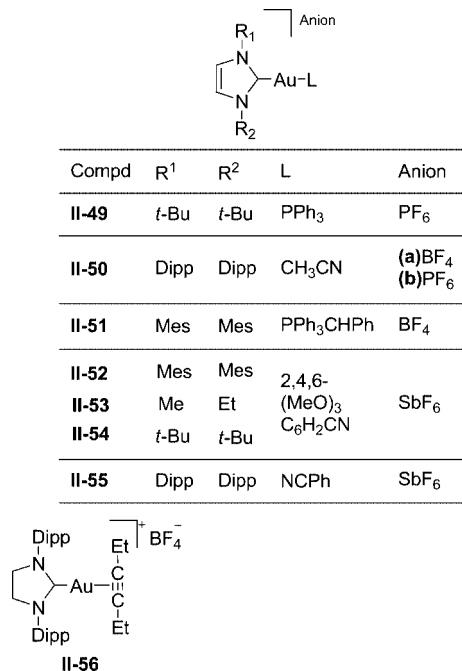 Anion
R1
N
Au-L
N
R2
Compd R1 R2 L Anion
II-49 t-Bu t-Bu PPh3 PF6
II-50 Dipp Dipp CH3CN (a)BF4
(b)PF6
II-51 Mes Mes PPh3CHPh BF4
II-52 Mes Mes 2,4,6-
II-53 Me Et (MeO)3 SbF6
II-54 t-Bu t-Bu C6H2CN
II-55 Dipp Dipp NCPh SbF6
Dipp Et + BF4−
N C
Au
N C
Dipp Et
II-56